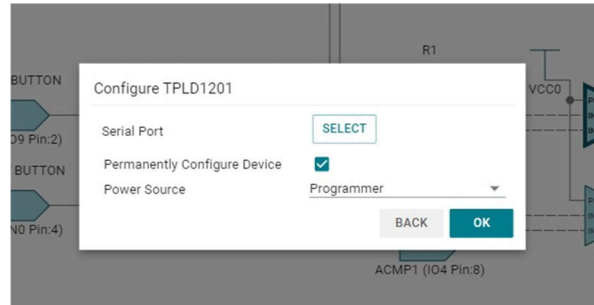 R1
BUTTON
VCC0
Configure TPLD1201
Serial Port
SELECT
O9 Pin:2)
Permanently Configure Device
BUTTON
Power Source
Programmer
BACK
OK
N0 Pin:4)
ACMP1 (IO4 Pin:8)